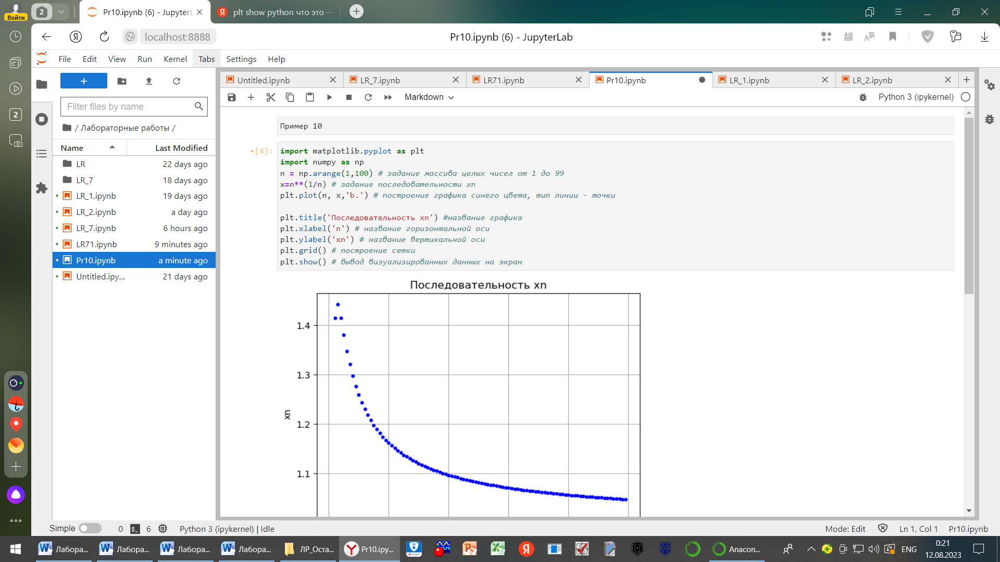 Войти
2
Pr10.ipynb (6) - JupyterL
plt show python что это —
localhost:8888
Pr10.ipynb (6) - JupyterLab
File Edit View Run Kernel Tabs Settings Help
Untitled.ipynb
LR_7.ipynb
LR71.ipynb
Pr10.ipynb
LR_1.ipynb
LR_2.ipynb
Markdown
Python 3 (ipykernel)
Filter files by name
/ Лабораторные работы /
Name Last Modified
LR 22 days ago
LR_7 18 days ago
LR_1.ipynb 19 days ago
LR_2.ipynb a day ago
LR_7.ipynb 6 hours ago
LR71.ipynb 9 minutes ago
Pr10.ipynb a minute ago
Untitled.ipy... 21 days ago
2
Пример 10
[4]:
import matplotlib.pyplot as plt
import numpy as np
n = np.arange(1,100) # задание массива целых чисел от 1 до 99
x=n**(1/n) # задание последовательности xn
plt.plot(n, x,'b.') # построение графика синего цвета, тип линии - точки
plt.title('Последовательность xn') #название графика
plt.xlabel('n') # название горизонтальной оси
plt.ylabel('xn') # название вертикальной оси
plt.grid() # построение сетки
plt.show() # вывод визуализированных данных на экран
Последовательность xn
1.4
1.3
1.2
1.1
xn
Simple 0 $_ 6 Python 3 (ipykernel) | Idle
Mode: Edit Ln 1, Col 1 Pr10.ipynb
Лабора...
Лабора...
Лабора...
Лабора...
ЛР_Оста...
Pr10.ipy...
Anacon...
ENG
0:21
12.08.2023